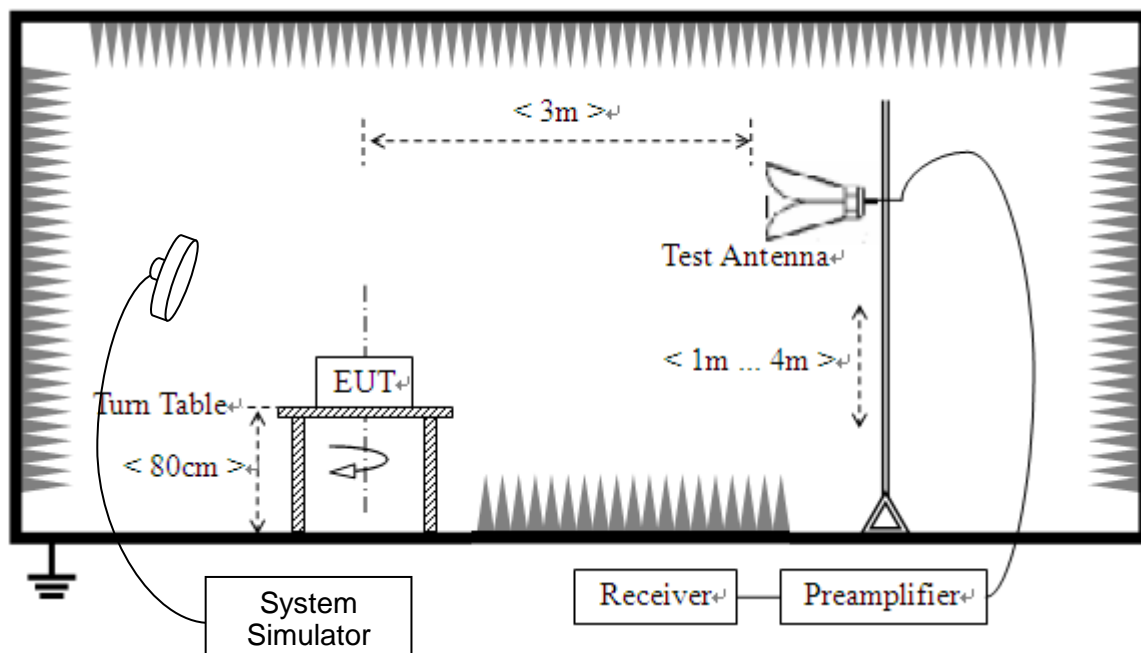 < 3m >↵
Test Antenna↵
< 1m ... 4m >↵
EUT↵
Turn Table↵
< 80cm >↵
System
Simulator
Receiver↵
Preamplifier↵